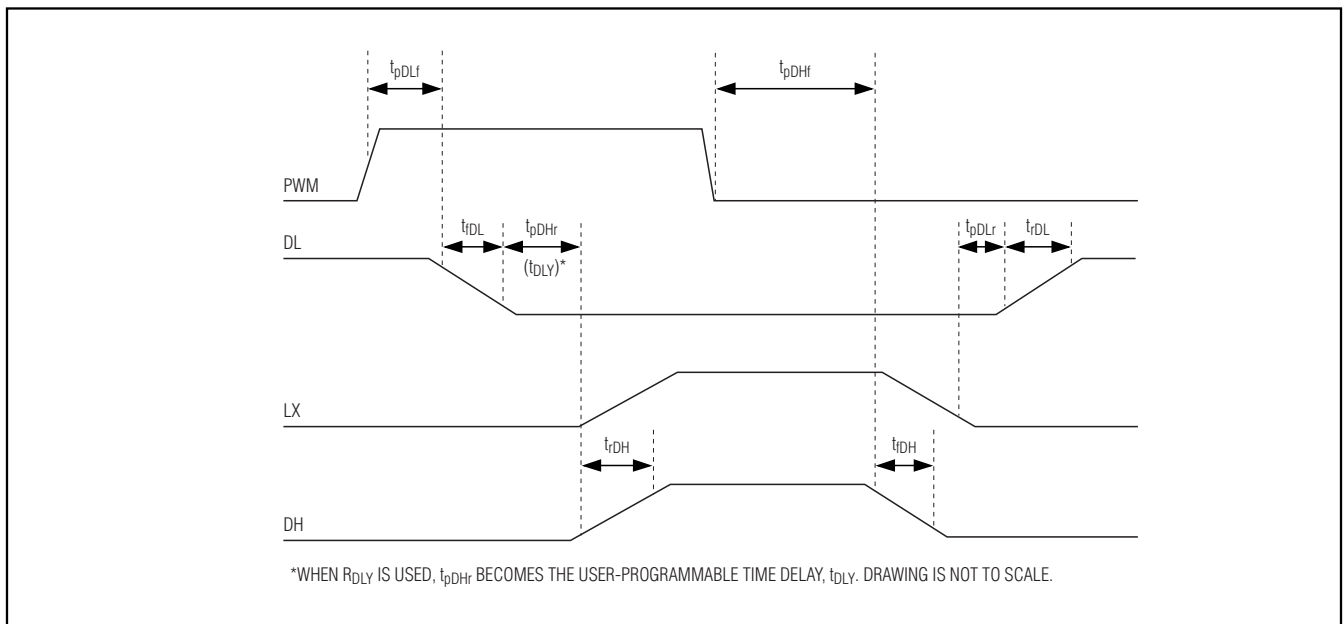 tpDLf
tpDHf
PWM
tfDL
tpDHr
tpDLr
trDL
DL
(tDLY)*
LX
trDH
tfDH
DH
*WHEN RDLY IS USED, tpDHr BECOMES THE USER-PROGRAMMABLE TIME DELAY, tDLY. DRAWING IS NOT TO SCALE.